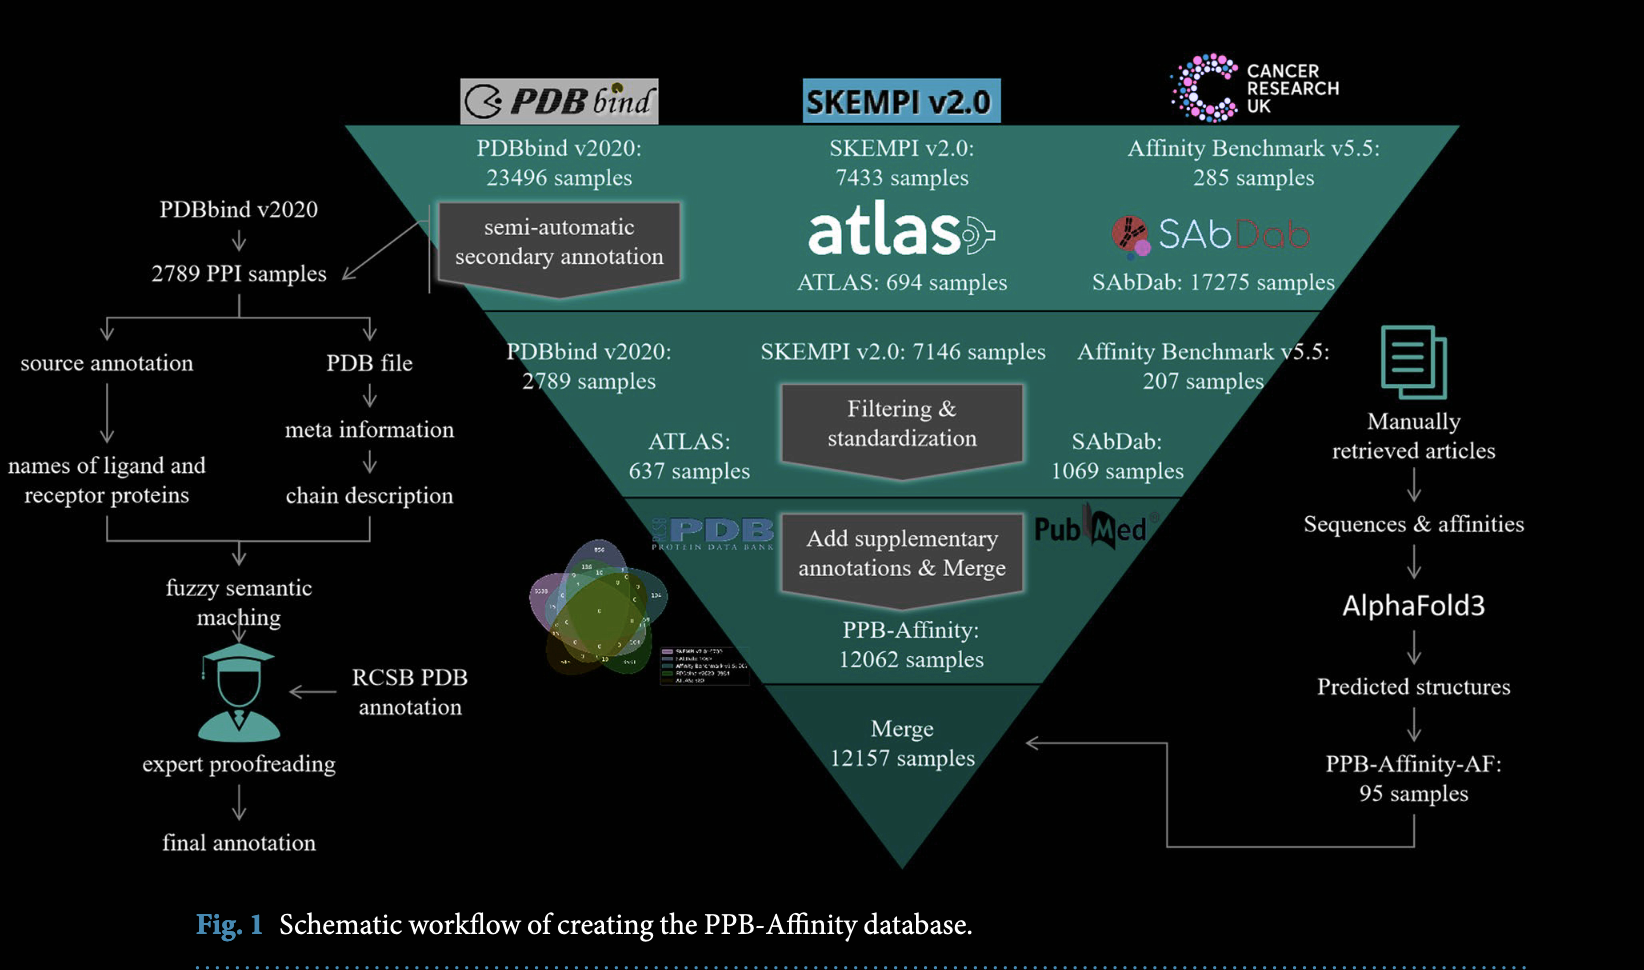 PDBbind
SKEMPI v2.0
CANCER
RESEARCH
UK
PDBbind v2020:
23496 samples
SKEMPI v2.0:
7433 samples
Affinity Benchmark v5.5:
285 samples
semi-automatic
secondary annotation
atlas
ATLAS: 694 samples
SAbDab
SAbDab: 17275 samples
PDBbind v2020
2789 PPI samples
source annotation
PDB file
meta information
names of ligand and
receptor proteins
chain description
fuzzy semantic
maching
RCSB PDB
annotation
expert proofreading
final annotation
PDBbind v2020:
2789 samples
SKEMPI v2.0: 7146 samples
Affinity Benchmark v5.5:
207 samples
Filtering &
standardization
ATLAS:
637 samples
SAbDab:
1069 samples
RCSB PDB
PROTEIN DATA BANK
PubMed
Add supplementary
annotations & Merge
PPB-Affinity:
12062 samples
Merge
12157 samples
Manually
retrieved articles
Sequences & affinities
AlphaFold3
Predicted structures
PPB-Affinity-AF:
95 samples
Fig. 1 Schematic workflow of creating the PPB-Affinity database.